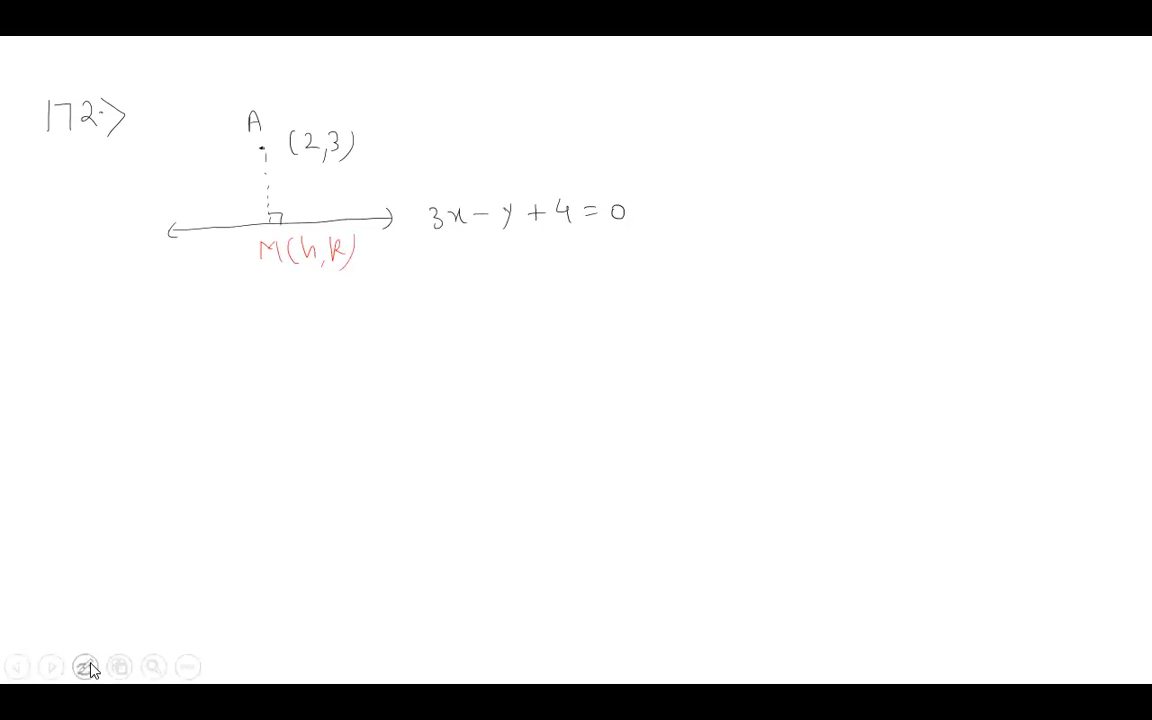 172.>
A
(2,3)
3x - y + 4 = 0
M(h,k)